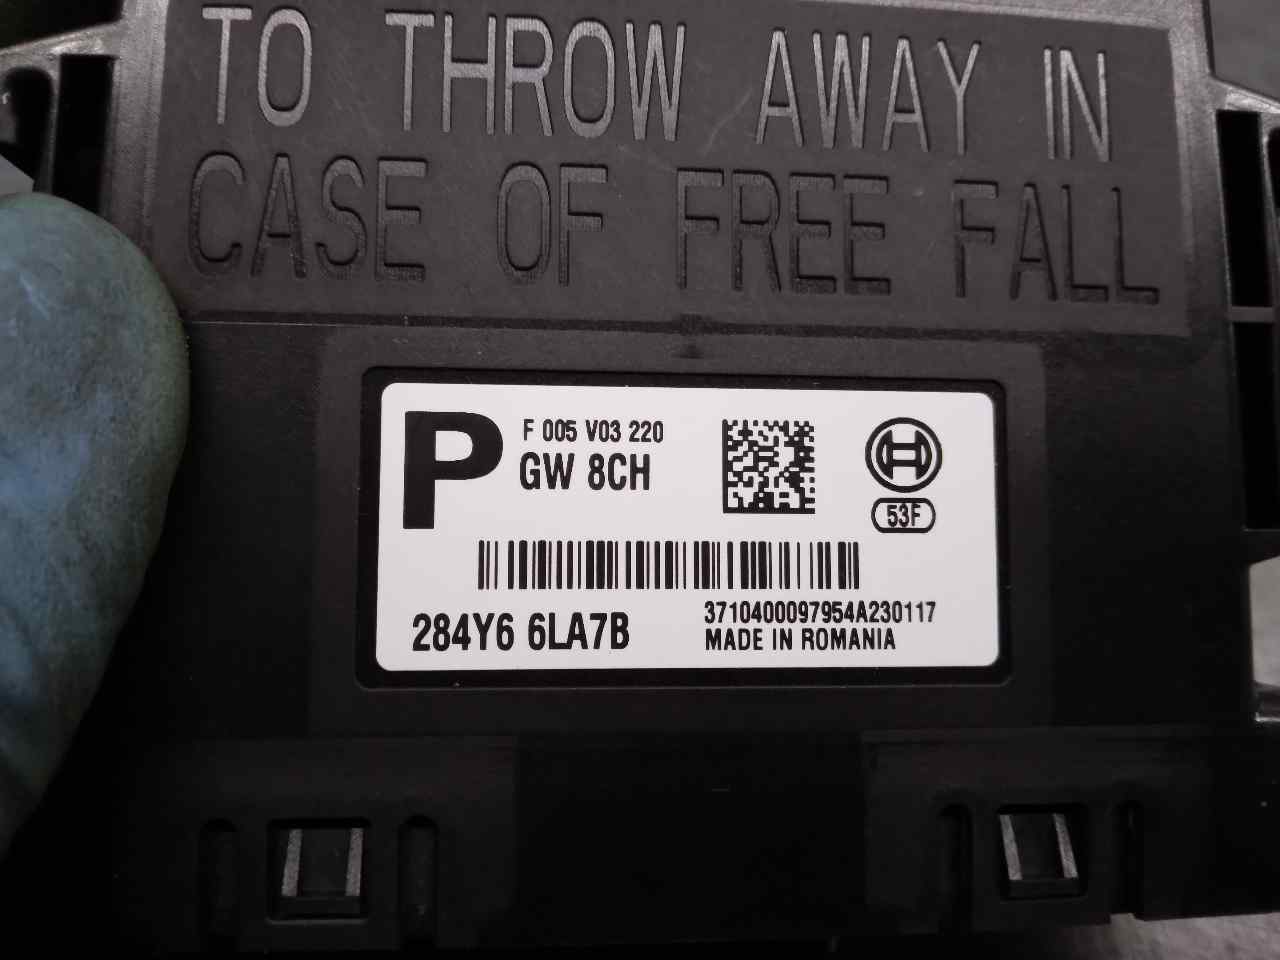 TO THROW AWAY IN
CASE OF FREE FALL
P
F 005 V03 220
GW 8CH
53F
284Y6 6LA7B
3710400097954A230117
MADE IN ROMANIA